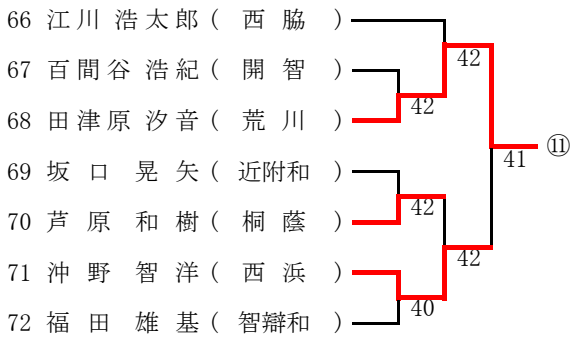 66 江川 浩太郎 ( 西 脇 )
67 百間谷 浩紀 ( 開 智 )
68 田津原 汐音 ( 荒 川 )
69 坂 口 晃 矢 ( 近附和 )
70 芦 原 和 樹 ( 桐 蔭 )
71 沖 野 智 洋 ( 西 浜 )
72 福 田 雄 基 ( 智辯和 )
42
42
42
40
42
41
⑪